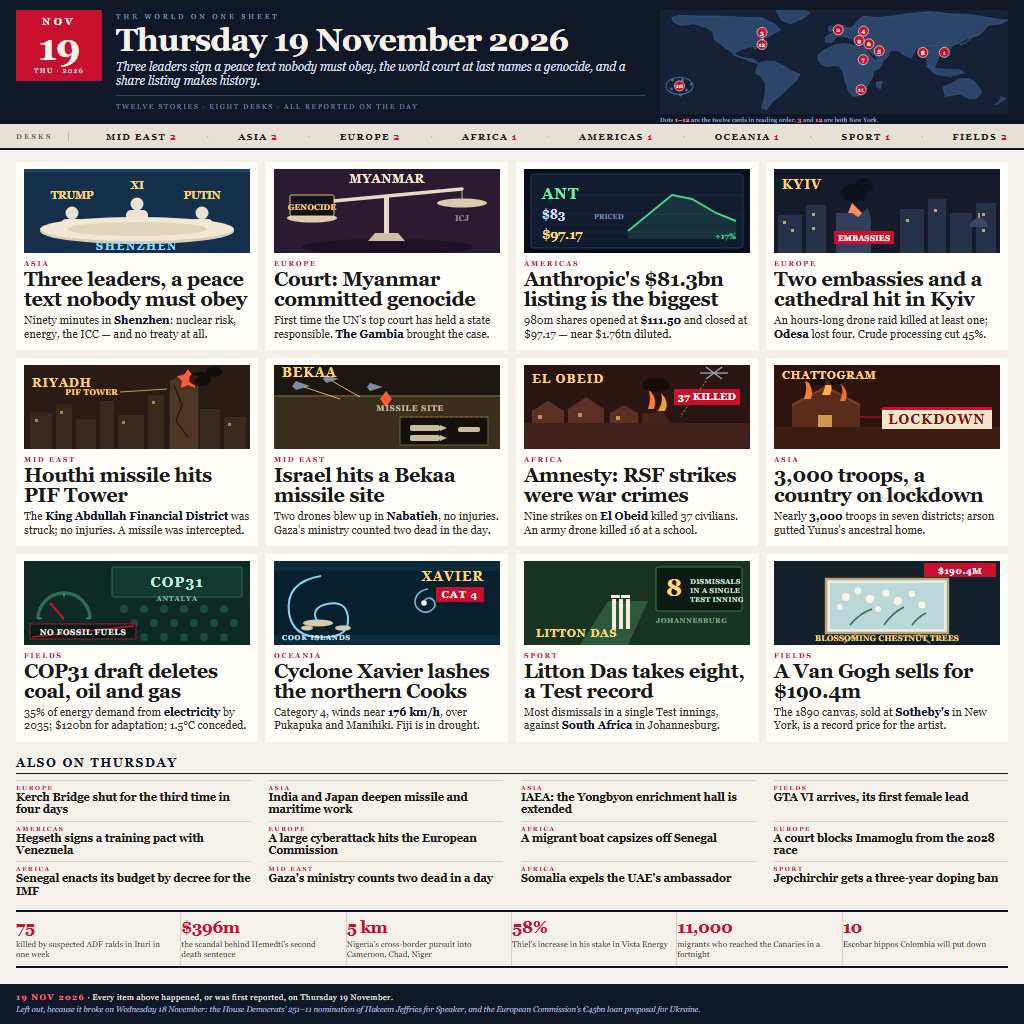 NOV
19
THU · 2026
THE WORLD ON ONE SHEET
Thursday 19 November 2026
Three leaders sign a peace text nobody must obey, the world court at last names a genocide, and a
share listing makes history.
TWELVE STORIES · EIGHT DESKS · ALL REPORTED ON THE DAY
3
12
2
4
9
6
5
7
8
1
10
11
Dots 1–12 are the twelve cards in reading order. 3 and 12 are both New York.
DESKS
MID EAST 2 · ASIA 2 · EUROPE 2 · AFRICA 1 · AMERICAS 1 · OCEANIA 1 · SPORT 1 · FIELDS 2
TRUMP
XI
PUTIN
SHENZHEN
ASIA
Three leaders, a peace
text nobody must obey
Ninety minutes in Shenzhen: nuclear risk,
energy, the ICC — and no treaty at all.
MYANMAR
GENOCIDE
ICJ
EUROPE
Court: Myanmar
committed genocide
First time the UN's top court has held a state
responsible. The Gambia brought the case.
ANT
$83
PRICED
$97.17
+17%
AMERICAS
Anthropic's $81.3bn
listing is the biggest
980m shares opened at $111.50 and closed at
$97.17 — near $1.76tn diluted.
KYIV
EMBASSIES
EUROPE
Two embassies and a
cathedral hit in Kyiv
An hours-long drone raid killed at least one;
Odesa lost four. Crude processing cut 45%.
RIYADH
PIF TOWER
MID EAST
Houthi missile hits
PIF Tower
The King Abdullah Financial District was
struck; no injuries. A missile was intercepted.
BEKAA
MISSILE SITE
MID EAST
Israel hits a Bekaa
missile site
Two drones blew up in Nabatieh, no injuries.
Gaza's ministry counted two dead in the day.
EL OBEID
37 KILLED
AFRICA
Amnesty: RSF strikes
were war crimes
Nine strikes on El Obeid killed 37 civilians.
An army drone killed 16 at a school.
CHATTOGRAM
LOCKDOWN
ASIA
3,000 troops, a
country on lockdown
Nearly 3,000 troops in seven districts; arson
gutted Yunus's ancestral home.
COP31
ANTALYA
NO FOSSIL FUELS
FIELDS
COP31 draft deletes
coal, oil and gas
35% of energy demand from electricity by
2035; $120bn for adaptation; 1.5°C conceded.
XAVIER
CAT 4
COOK ISLANDS
OCEANIA
Cyclone Xavier lashes
the northern Cooks
Category 4, winds near 176 km/h, over
Pukapuka and Manihiki. Fiji is in drought.
8
DISMISSALS
IN A SINGLE
TEST INNING
JOHANNESBURG
LITTON DAS
SPORT
Litton Das takes eight,
a Test record
Most dismissals in a single Test innings,
against South Africa in Johannesburg.
$190.4M
BLOSSOMING CHESTNUT TREES
FIELDS
A Van Gogh sells for
$190.4m
The 1890 canvas, sold at Sotheby's in New
York, is a record price for the artist.
ALSO ON THURSDAY
EUROPE
Kerch Bridge shut for the third time in
four days
ASIA
India and Japan deepen missile and
maritime work
ASIA
IAEA: the Yongbyon enrichment hall is
extended
FIELDS
GTA VI arrives, its first female lead
AMERICAS
Hegseth signs a training pact with
Venezuela
EUROPE
A large cyberattack hits the European
Commission
AFRICA
A migrant boat capsizes off Senegal
EUROPE
A court blocks Imamoglu from the 2028
race
AFRICA
Senegal enacts its budget by decree for the
IMF
MID EAST
Gaza's ministry counts two dead in a day
AFRICA
Somalia expels the UAE's ambassador
SPORT
Jepchirchir gets a three-year doping ban
75
killed by suspected ADF raids in Ituri in
one week
$396m
the scandal behind Hemedti's second
death sentence
5 km
Nigeria's cross-border pursuit into
Cameroon, Chad, Niger
58%
Thiel's increase in his stake in Vista Energy
11,000
migrants who reached the Canaries in a
fortnight
10
Escobar hippos Colombia will put down
19 NOV 2026 · Every item above happened, or was first reported, on Thursday 19 November.
Left out, because it broke on Wednesday 18 November: the House Democrats' 251–11 nomination of Hakeem Jeffries for Speaker, and the European Commission's €45bn loan proposal for Ukraine.